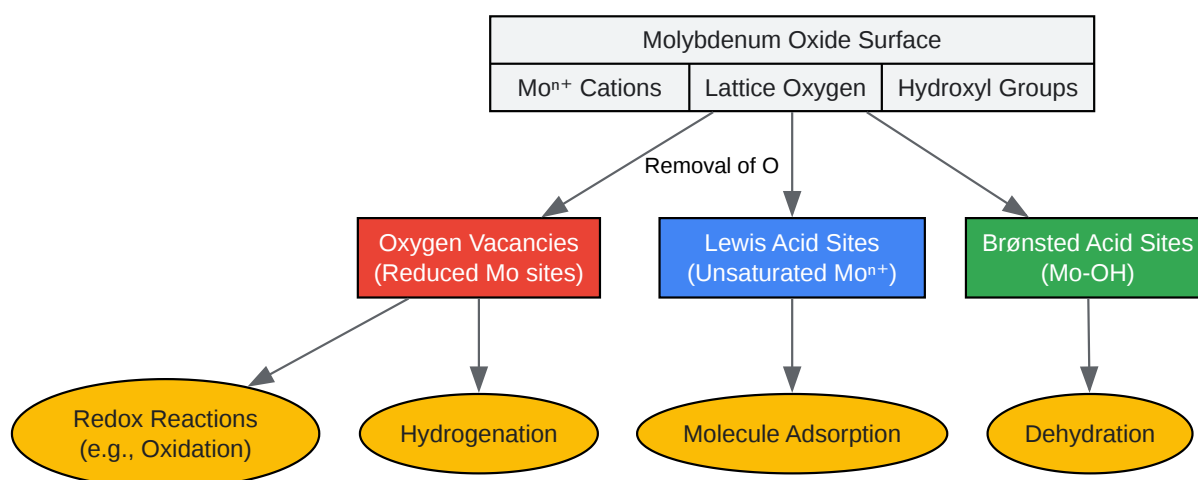 Molybdenum Oxide Surface
Moⁿ⁺ Cations
Lattice Oxygen
Hydroxyl Groups
Removal of O
Oxygen Vacancies
(Reduced Mo sites)
Lewis Acid Sites
(Unsaturated Moⁿ⁺)
Brønsted Acid Sites
(Mo-OH)
Redox Reactions
(e.g., Oxidation)
Hydrogenation
Molecule Adsorption
Dehydration